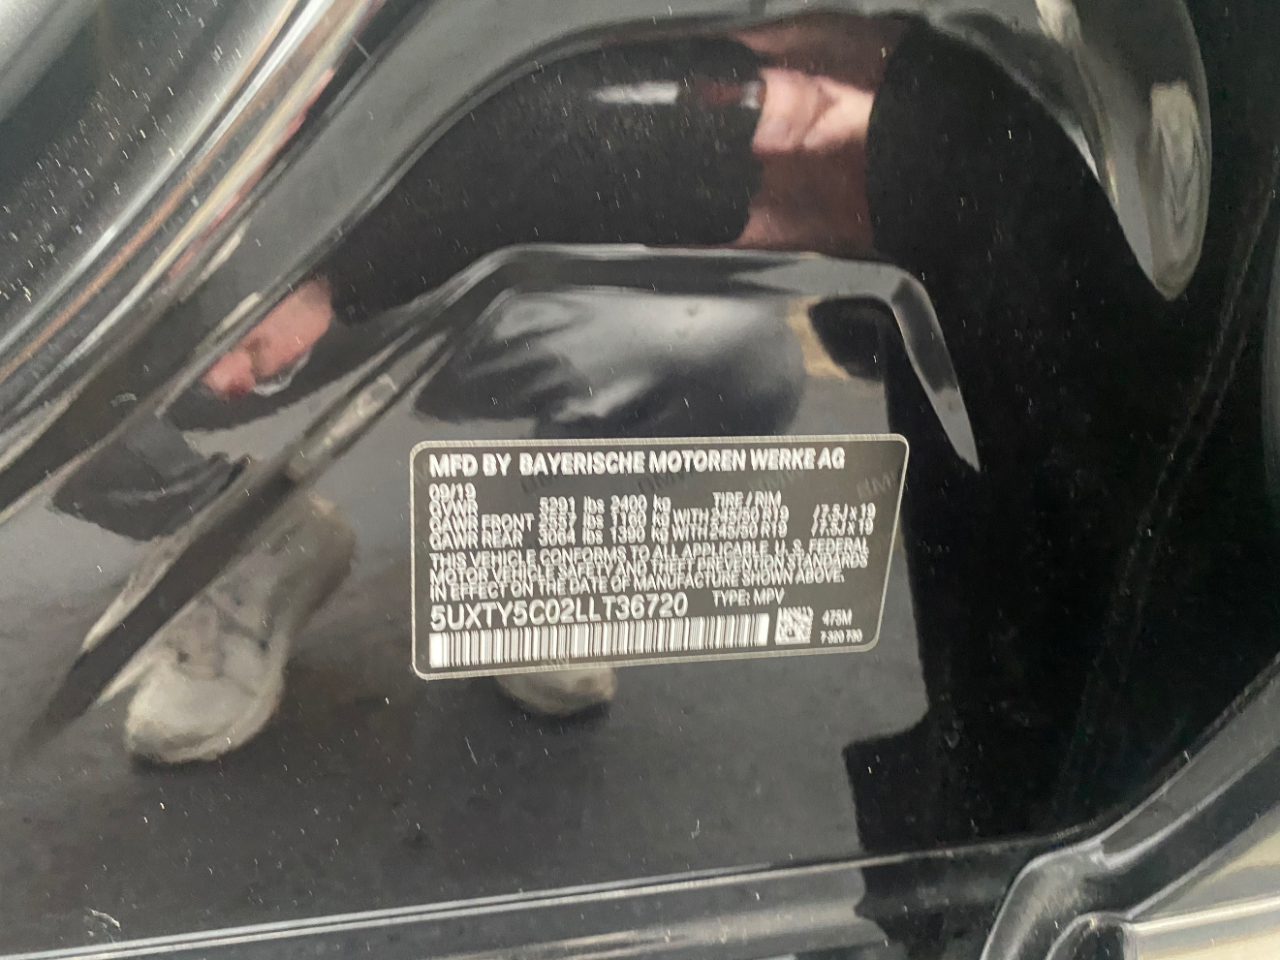 MFD BY BAYERISCHE MOTOREN WERKE AG
09/19
GVWR 5291 lbs 2400 kg TIRE / RIM
GAWR FRONT 2557 lbs 1160 kg WITH 245/50 R19 /7.5J x 19
GAWR REAR 3064 lbs 1390 kg WITH 245/50 R19 /7.5J x 19
THIS VEHICLE CONFORMS TO ALL APPLICABLE U. S. FEDERAL
MOTOR VEHICLE SAFETY AND THEFT PREVENTION STANDARDS
IN EFFECT ON THE DATE OF MANUFACTURE SHOWN ABOVE.
5UXTY5C02LLT36720 TYPE: MPV
475M
7 320 730